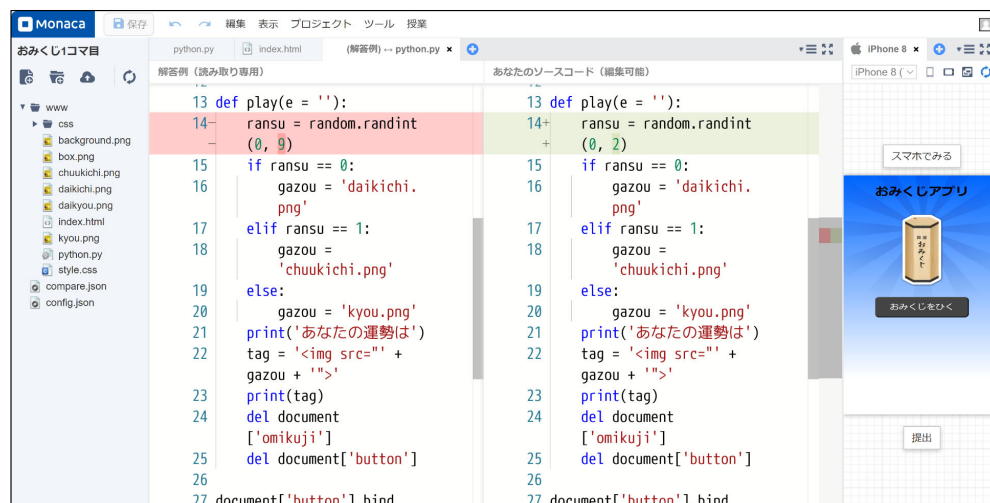 Monaca 保存 編集 表示 プロジェクト ツール 授業
おみくじ1コマ目
www
css
background.png
box.png
chuukichi.png
daikichi.png
daikyou.png
index.html
kyou.png
python.py
style.css
compare.json
config.json
python.py index.html (解答例) ↔ python.py ×
解答例 (読み取り専用)
13 def play(e = ''):
14− ransu = random.randint
(0, 9)
15 if ransu == 0:
16 gazou = 'daikichi.
png'
17 elif ransu == 1:
18 gazou =
'chuukichi.png'
19 else:
20 gazou = 'kyou.png'
21 print('あなたの運勢は')
22 tag = '<img src="' +
gazou + '">'
23 print(tag)
24 del document
['omikuji']
25 del document['button']
26
27 document['button'].bind
あなたのソースコード (編集可能)
13 def play(e = ''):
14+ ransu = random.randint
+ (0, 2)
15 if ransu == 0:
16 gazou = 'daikichi.
png'
17 elif ransu == 1:
18 gazou =
'chuukichi.png'
19 else:
20 gazou = 'kyou.png'
21 print('あなたの運勢は')
22 tag = '<img src="' +
gazou + '">'
23 print(tag)
24 del document
['omikuji']
25 del document['button']
26
27 document['button'].bind
iPhone 8 ×
iPhone 8 (
スマホでみる
おみくじアプリ
おみくじ
おみくじをひく
提出